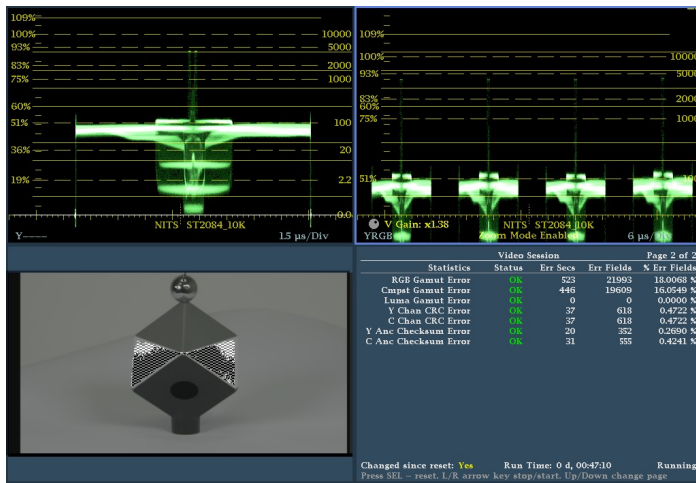 109%
100% 10000
93% 5000
83% 2000
75% 1000
60%
51% 100
36% 20
19% 2.2
0.0
NITS ST2084_10K
Y---- 1.5 µs/Div
109%
100% 10000
93% 5000
83% 2000
60%
75% 1000
51% 100
V Gain: x1.38 NITS ST2084_10K
YRGB Zoom Mode Enabled 6 µs/Div
Video Session Page 2 of 2
Statistics Status Err Secs Err Fields % Err Fields
RGB Gamut Error OK 523 21993 18.0068 %
Cmpst Gamut Error OK 446 19609 16.0549 %
Luma Gamut Error OK 0 0 0.0000 %
Y Chan CRC Error OK 37 618 0.4722 %
C Chan CRC Error OK 37 618 0.4722 %
Y Anc Checksum Error OK 20 352 0.2690 %
C Anc Checksum Error OK 31 555 0.4241 %
Changed since reset: Yes Run Time: 0 d, 00:47:10 Running
Press SEL – reset. L/R arrow key stop/start. Up/Down change page